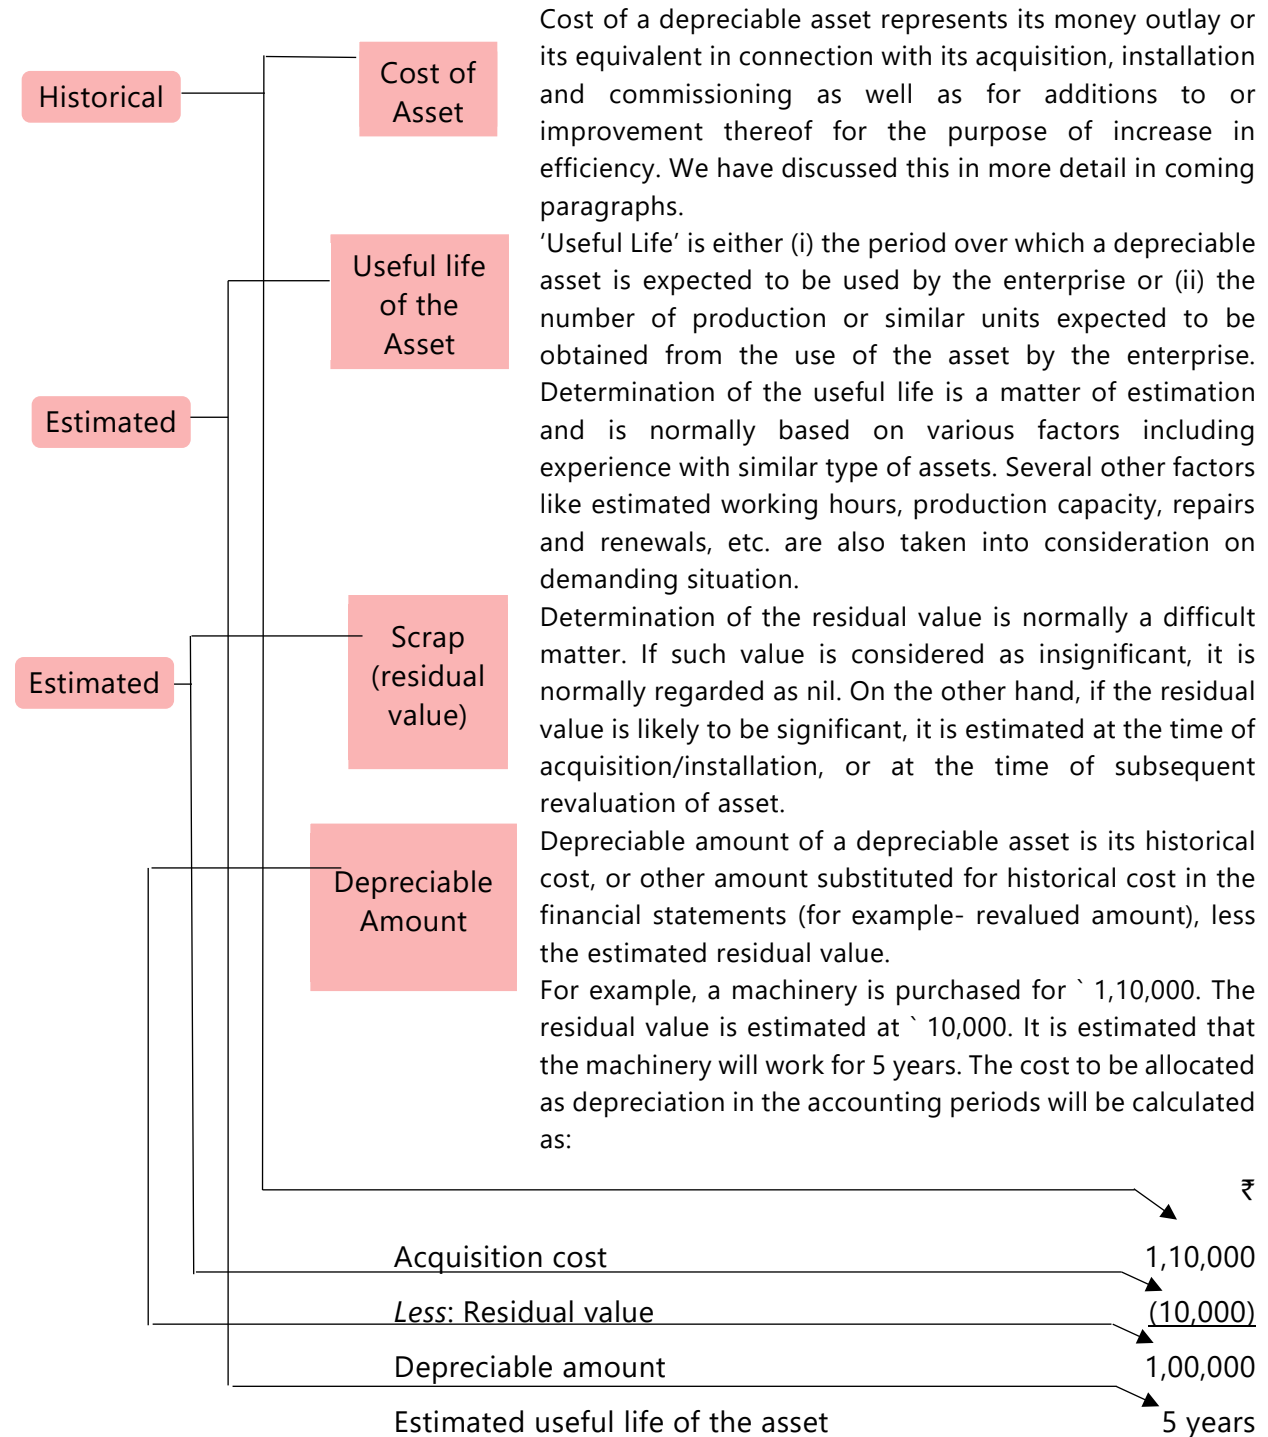 Cost of a depreciable asset represents its money outlay or
its equivalent in connection with its acquisition, installation
and commissioning as well as for additions to or
improvement thereof for the purpose of increase in
efficiency. We have discussed this in more detail in coming
paragraphs.
Historical
Cost of
Asset
‘Useful Life’ is either (i) the period over which a depreciable
asset is expected to be used by the enterprise or (ii) the
number of production or similar units expected to be
obtained from the use of the asset by the enterprise.
Determination of the useful life is a matter of estimation
and is normally based on various factors including
experience with similar type of assets. Several other factors
like estimated working hours, production capacity, repairs
and renewals, etc. are also taken into consideration on
demanding situation.
Useful life
of the
Asset
Estimated
Determination of the residual value is normally a difficult
matter. If such value is considered as insignificant, it is
normally regarded as nil. On the other hand, if the residual
value is likely to be significant, it is estimated at the time of
acquisition/installation, or at the time of subsequent
revaluation of asset.
Scrap
(residual
value)
Estimated
Depreciable amount of a depreciable asset is its historical
cost, or other amount substituted for historical cost in the
financial statements (for example- revalued amount), less
the estimated residual value.
Depreciable
Amount
For example, a machinery is purchased for ` 1,10,000. The
residual value is estimated at ` 10,000. It is estimated that
the machinery will work for 5 years. The cost to be allocated
as depreciation in the accounting periods will be calculated
as:
₹
Acquisition cost 1,10,000
Less: Residual value (10,000)
Depreciable amount 1,00,000
Estimated useful life of the asset 5 years